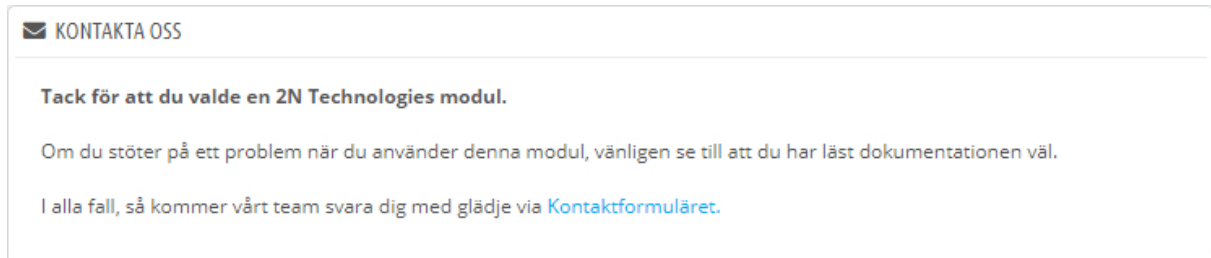 KONTAKTA OSS
Tack för att du valde en 2N Technologies modul.
Om du stöter på ett problem när du använder denna modul, vänligen se till att du har läst dokumentationen väl.
I alla fall, så kommer vårt team svara dig med glädje via Kontaktformuläret.